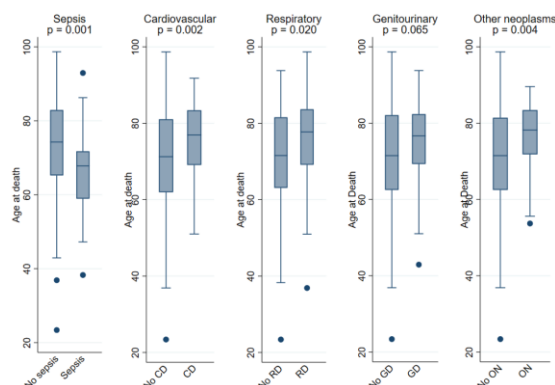 Sepsis
p = 0.001
Age at death
100
80
60
40
20
No sepsis
Sepsis
Cardiovascular
p = 0.002
Age at death
100
80
60
40
20
No CD
CD
Respiratory
p = 0.020
Age at death
100
80
60
40
20
No RD
RD
Genitourinary
p = 0.065
Age at Death
100
80
60
40
20
No GD
GD
Other neoplasms
p = 0.004
Age at Death
100
80
60
40
20
No ON
ON